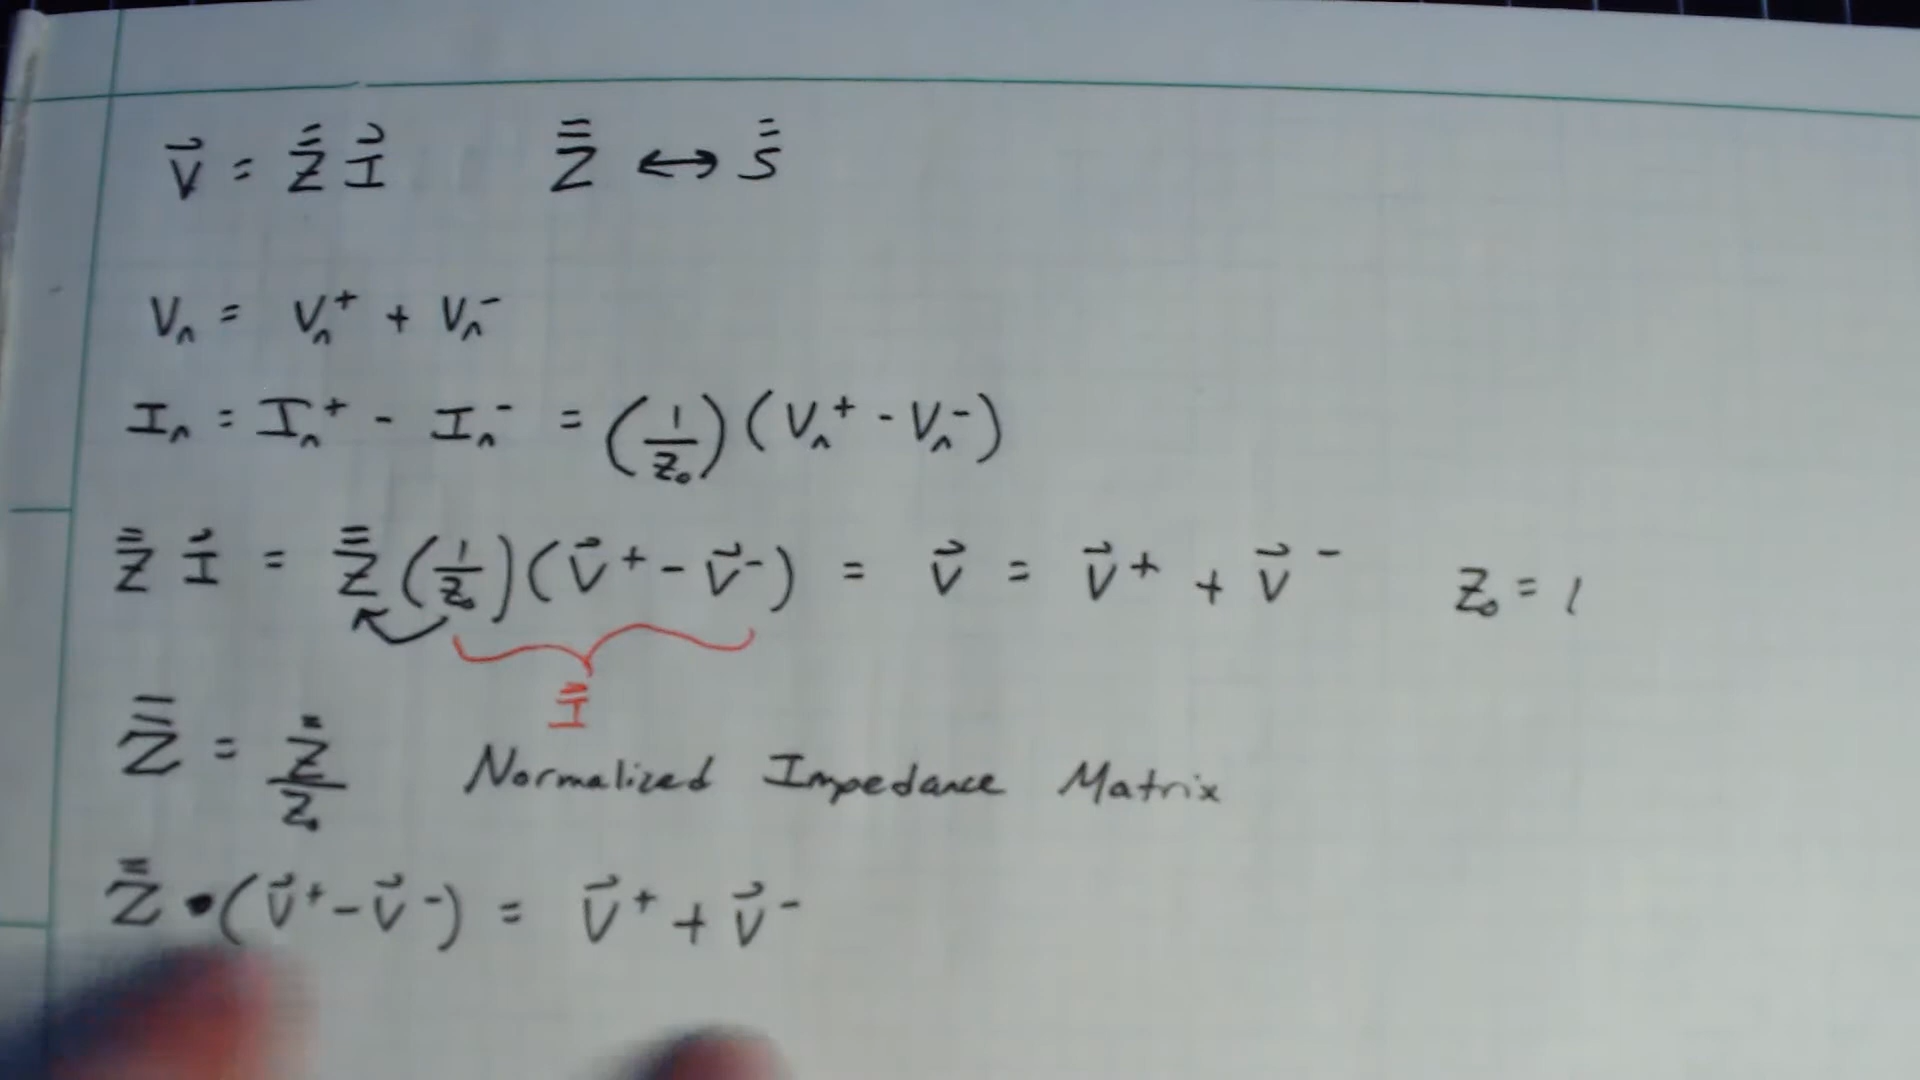 V⃗ = Z̿ I⃗    Z̿ ↔ S̿
Vₙ = Vₙ⁺ + Vₙ⁻
Iₙ = Iₙ⁺ - Iₙ⁻ = (1/Z₀)(Vₙ⁺ - Vₙ⁻)
Z̿ I⃗ = Z̿ (1/Z₀)(V⃗⁺ - V⃗⁻) = V⃗ = V⃗⁺ + V⃗⁻    Z₀ = 1
I⃗
Z̿ = Z̿/Z₀    Normalized Impedance Matrix
Z̿ • (V⃗⁺ - V⃗⁻) = V⃗⁺ + V⃗⁻